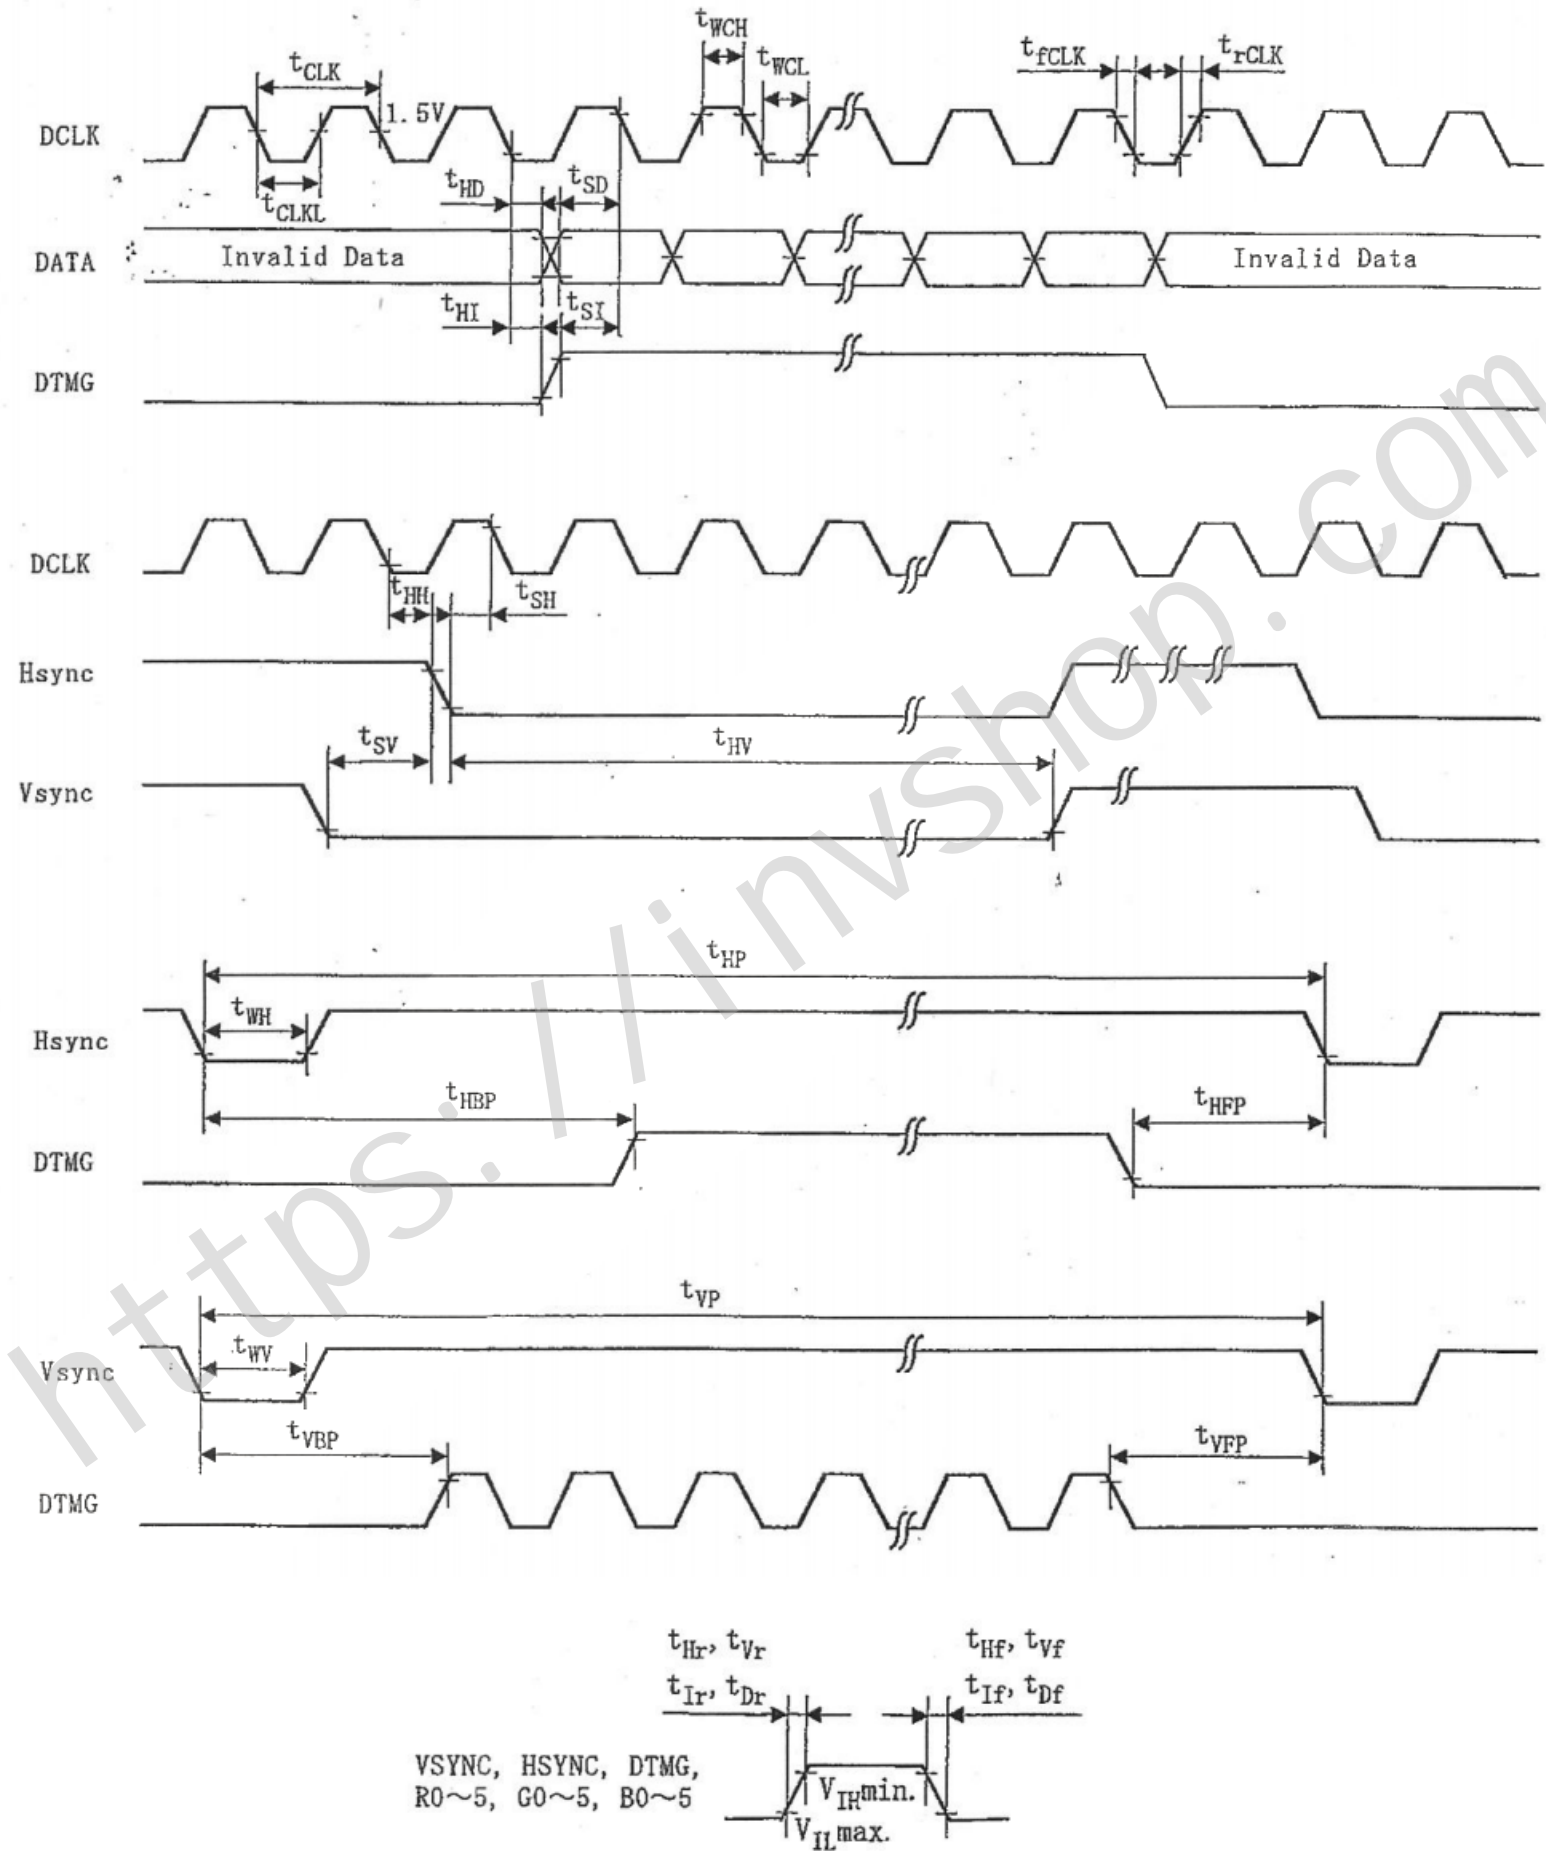 tWCH
tCLK
tWCL
tfCLK
trCLK
1.5V
DCLK
tCLKL
tHD
tSD
DATA
Invalid Data
Invalid Data
tHI
tSI
DTMG
DCLK
tHH
tSH
Hsync
tSV
tHV
Vsync
tHP
tWH
Hsync
tHBP
tHFP
DTMG
tVP
tWV
Vsync
tVBP
tVFP
DTMG
tHr, tVr
tHf, tVf
tIr, tDr
tIf, tDf
VSYNC, HSYNC, DTMG,
R0~5, G0~5, B0~5
VIHmin.
VILmax.
https://invshop.com